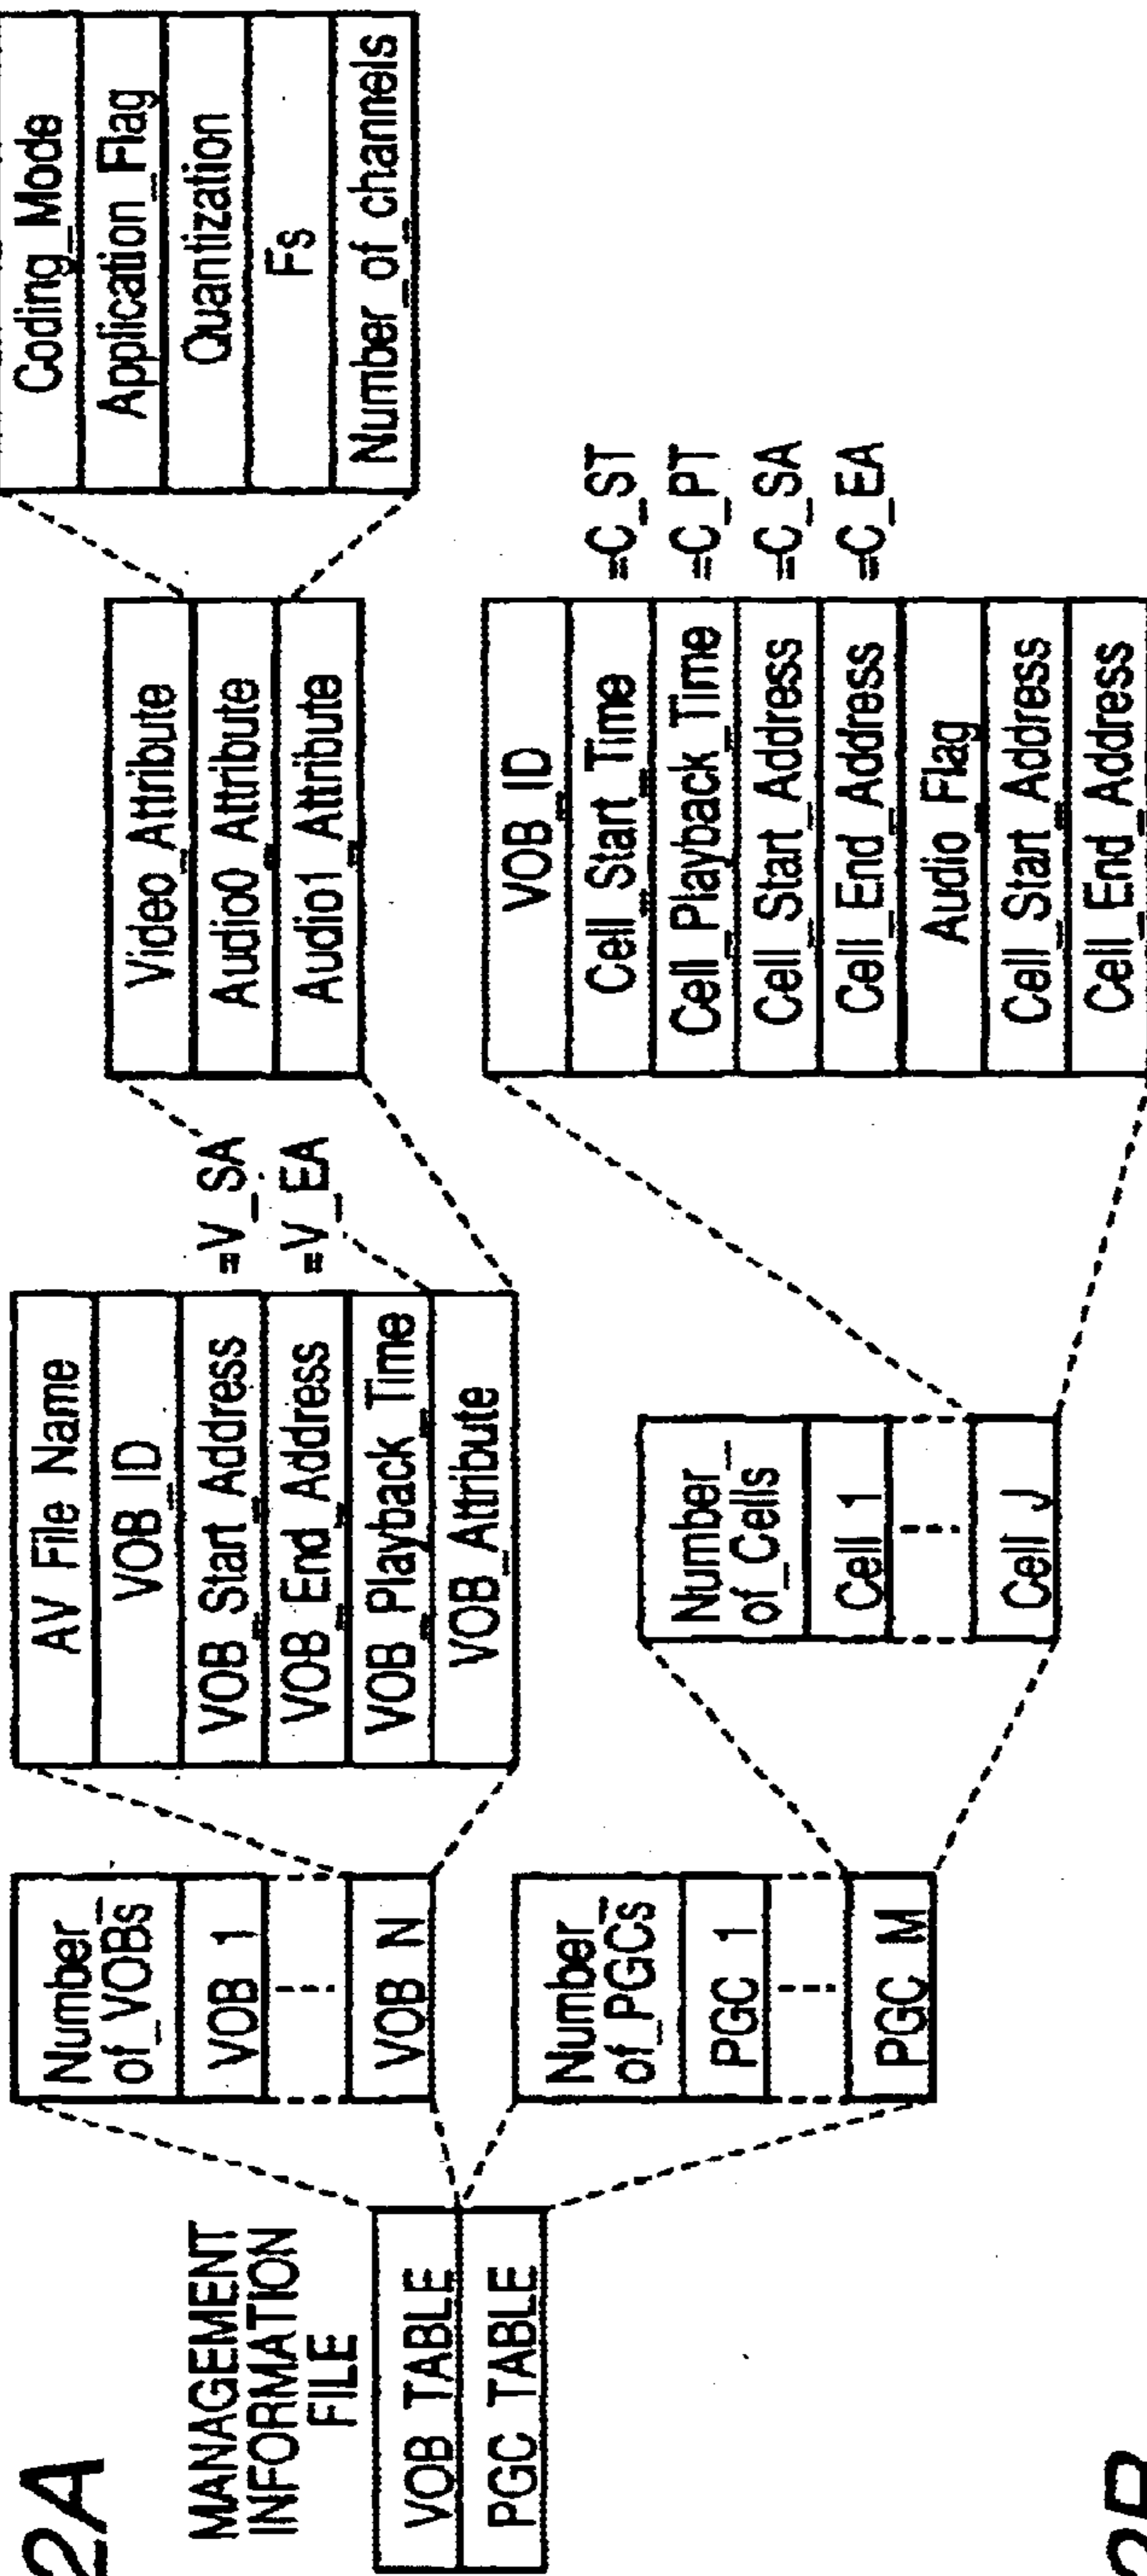 2A
MANAGEMENT
INFORMATION
FILE
VOB TABLE
PGC TABLE
Number_
of_VOBs
VOB 1
VOB N
Number_
of_PGCs
PGC 1
PGC M
AV File Name
VOB_ID
VOB_Start_Address
=V_SA
VOB_End_Address
=V_EA
VOB_Playback_Time
VOB_Attribute
Number_
of_Cells
Cell 1
Cell J
Video_Attribute
Audio0_Attribute
Audio1_Attribute
Coding_Mode
Application_Flag
Quantization
Fs
Number_of_channels
VOB_ID
Cell_Start_Time
=C_ST
Cell_Playback_Time
=C_PT
Cell_Start_Address
=C_SA
Cell_End_Address
=C_EA
Audio_Flag
Cell_Start_Address
Cell_End_Address